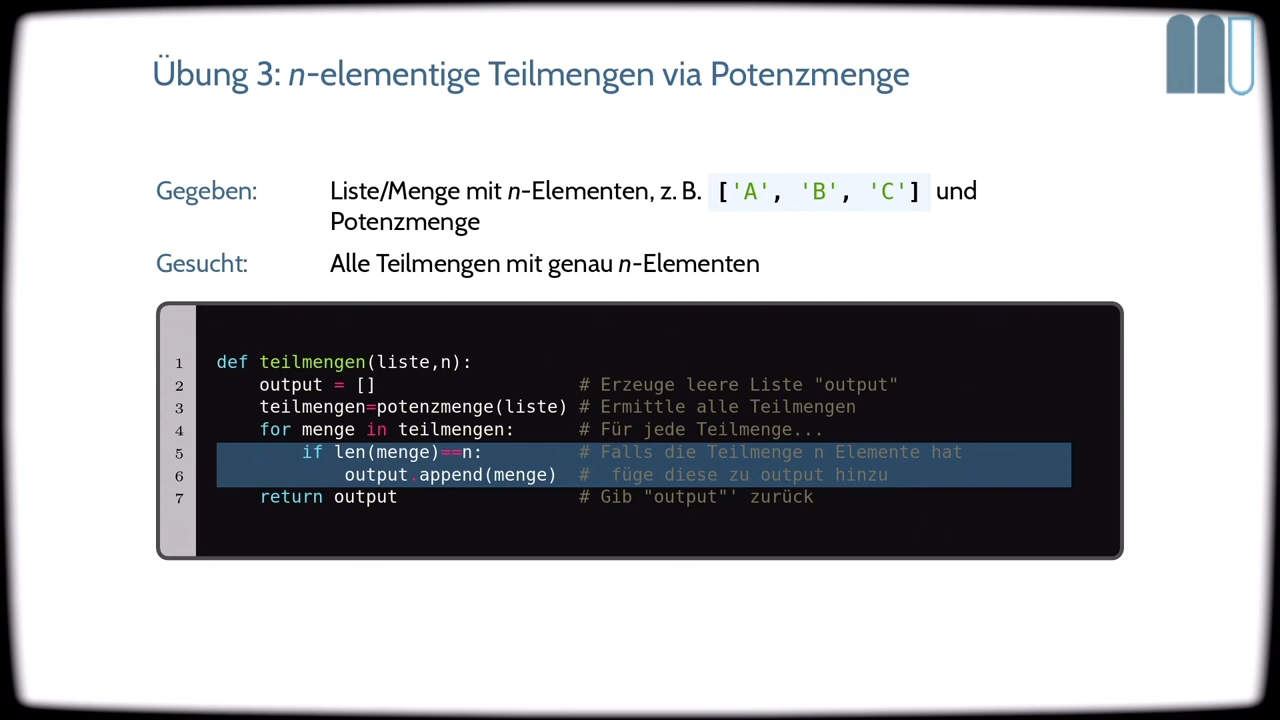 Übung 3: n-elementige Teilmengen via Potenzmenge
Gegeben: Liste/Menge mit n-Elementen, z. B. ['A', 'B', 'C'] und
Potenzmenge
Gesucht: Alle Teilmengen mit genau n-Elementen
1 def teilmengen(liste,n):
2 output = [] # Erzeuge leere Liste "output"
3 teilmengen=potenzmenge(liste) # Ermittle alle Teilmengen
4 for menge in teilmengen: # Für jede Teilmenge...
5 if len(menge)==n: # Falls die Teilmenge n Elemente hat
6 output.append(menge) # füge diese zu output hinzu
7 return output # Gib "output"' zurück